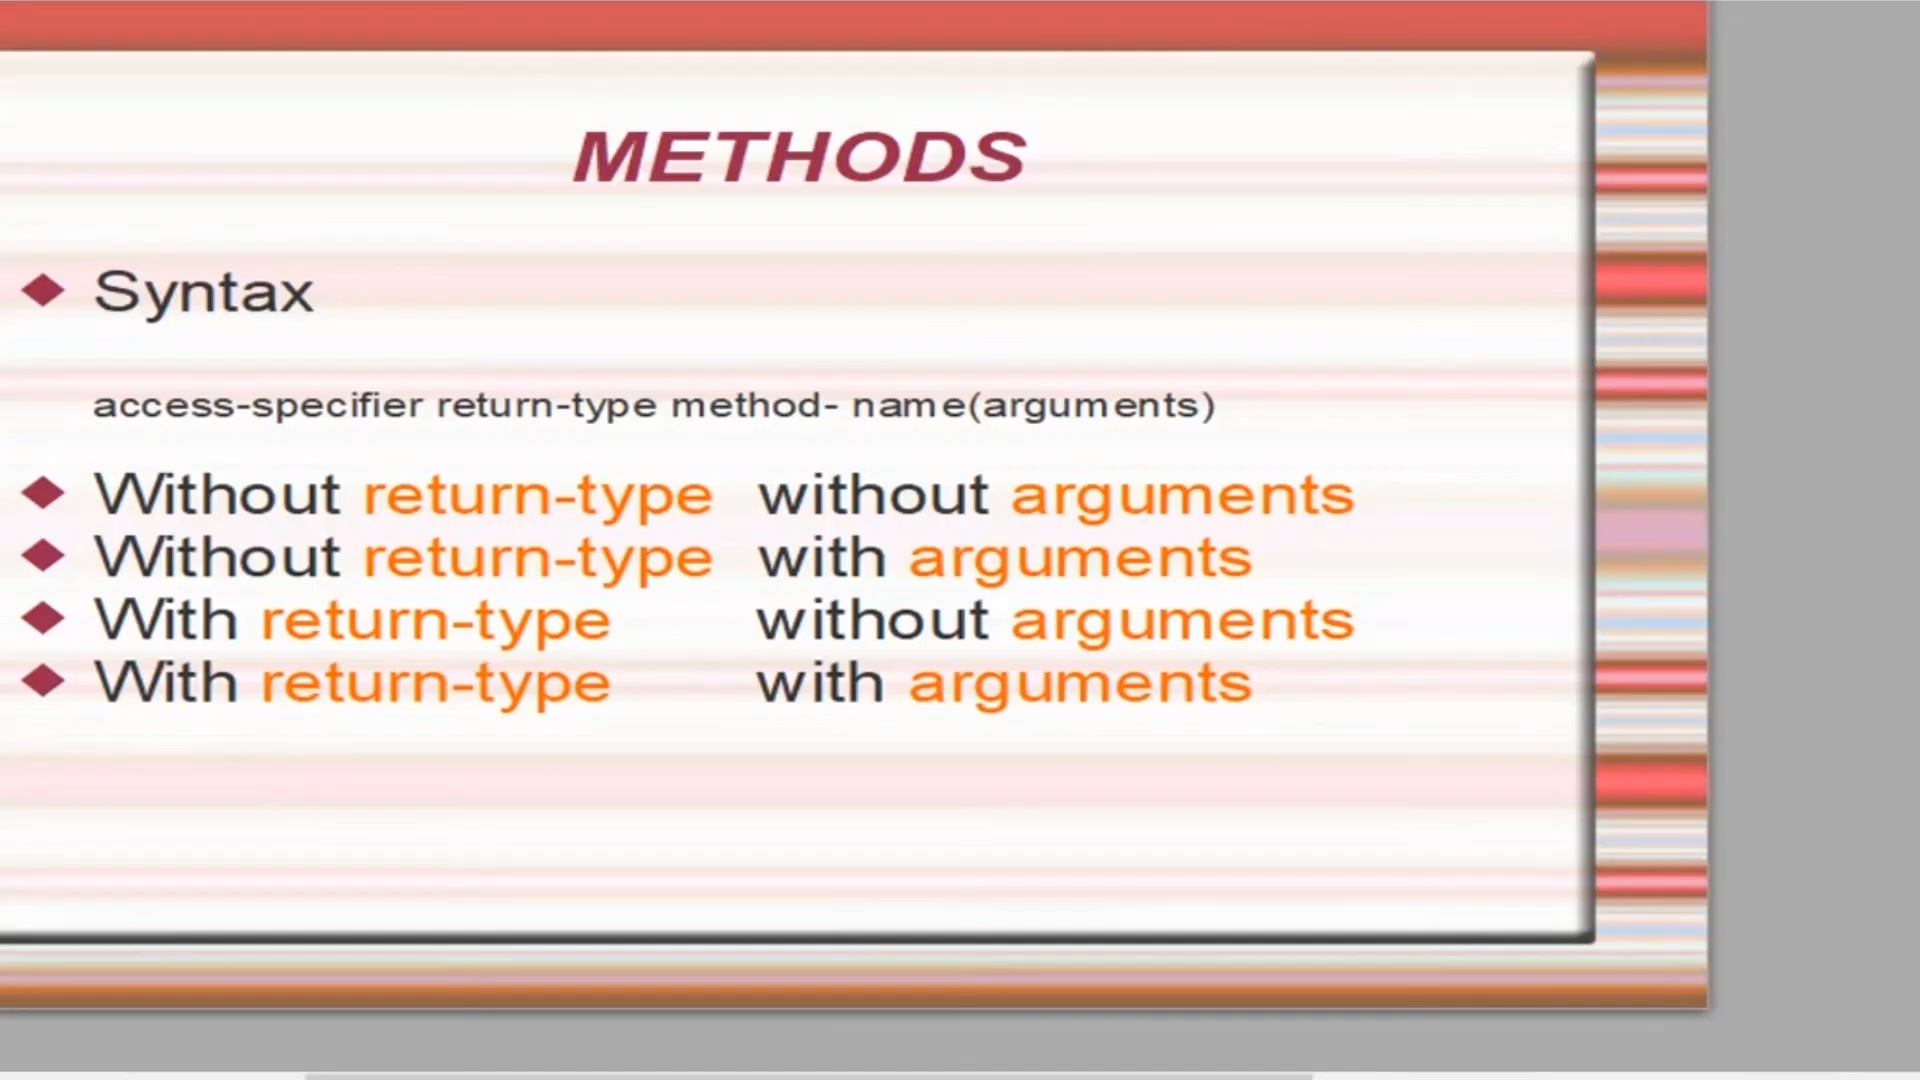 METHODS
Syntax
access-specifier return-type method- name(arguments)
Without return-type without arguments
Without return-type with arguments
With return-type without arguments
With return-type with arguments